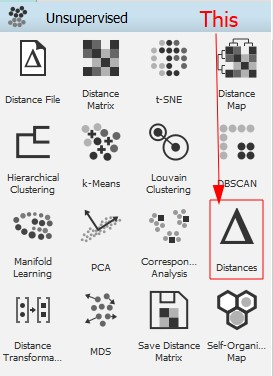 Unsupervised
This
Distance File
Distance
Matrix
t-SNE
Distance
Map
Hierarchical
Clustering
k-Means
Louvain
Clustering
DBSCAN
Manifold
Learning
PCA
Correspon...
Analysis
Distances
Distance
Transforma...
MDS
Save Distance
Matrix
Self-Organi...
Map